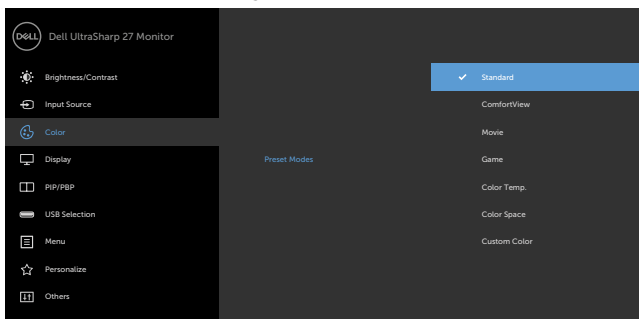 DELL Dell UltraSharp 27 Monitor
Brightness/Contrast
Standard
Input Source
ComfortView
Color
Movie
Display
Preset Modes
Game
PIP/PBP
Color Temp.
USB Selection
Color Space
Menu
Custom Color
Personalize
Others